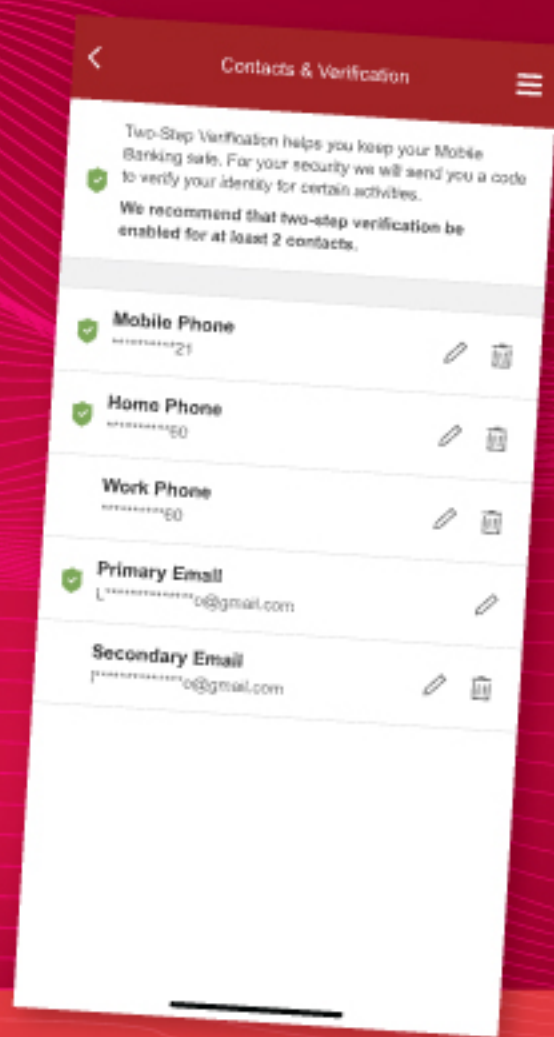 Contacts & Verification
Two-Step Verification helps you keep your Mobile
Banking safe. For your security we will send you a code
to verify your identity for certain activities.
We recommend that two-step verification be
enabled for at least 2 contacts.
Mobile Phone
**********21
Home Phone
**********60
Work Phone
**********60
Primary Email
L**************o@gmail.com
Secondary Email
l**************o@gmail.com